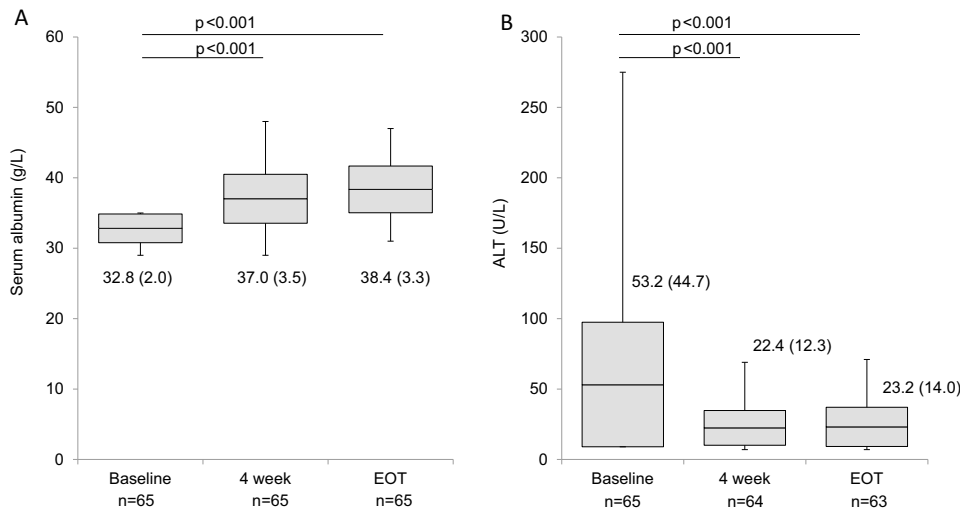 A
p<0.001
p<0.001
Serum albumin (g/L)
60
50
40
30
20
10
0
32.8 (2.0)
37.0 (3.5)
38.4 (3.3)
Baseline
n=65
4 week
n=65
EOT
n=65
B
p<0.001
p<0.001
ALT (U/L)
300
250
200
150
100
50
0
53.2 (44.7)
22.4 (12.3)
23.2 (14.0)
Baseline
n=65
4 week
n=64
EOT
n=63